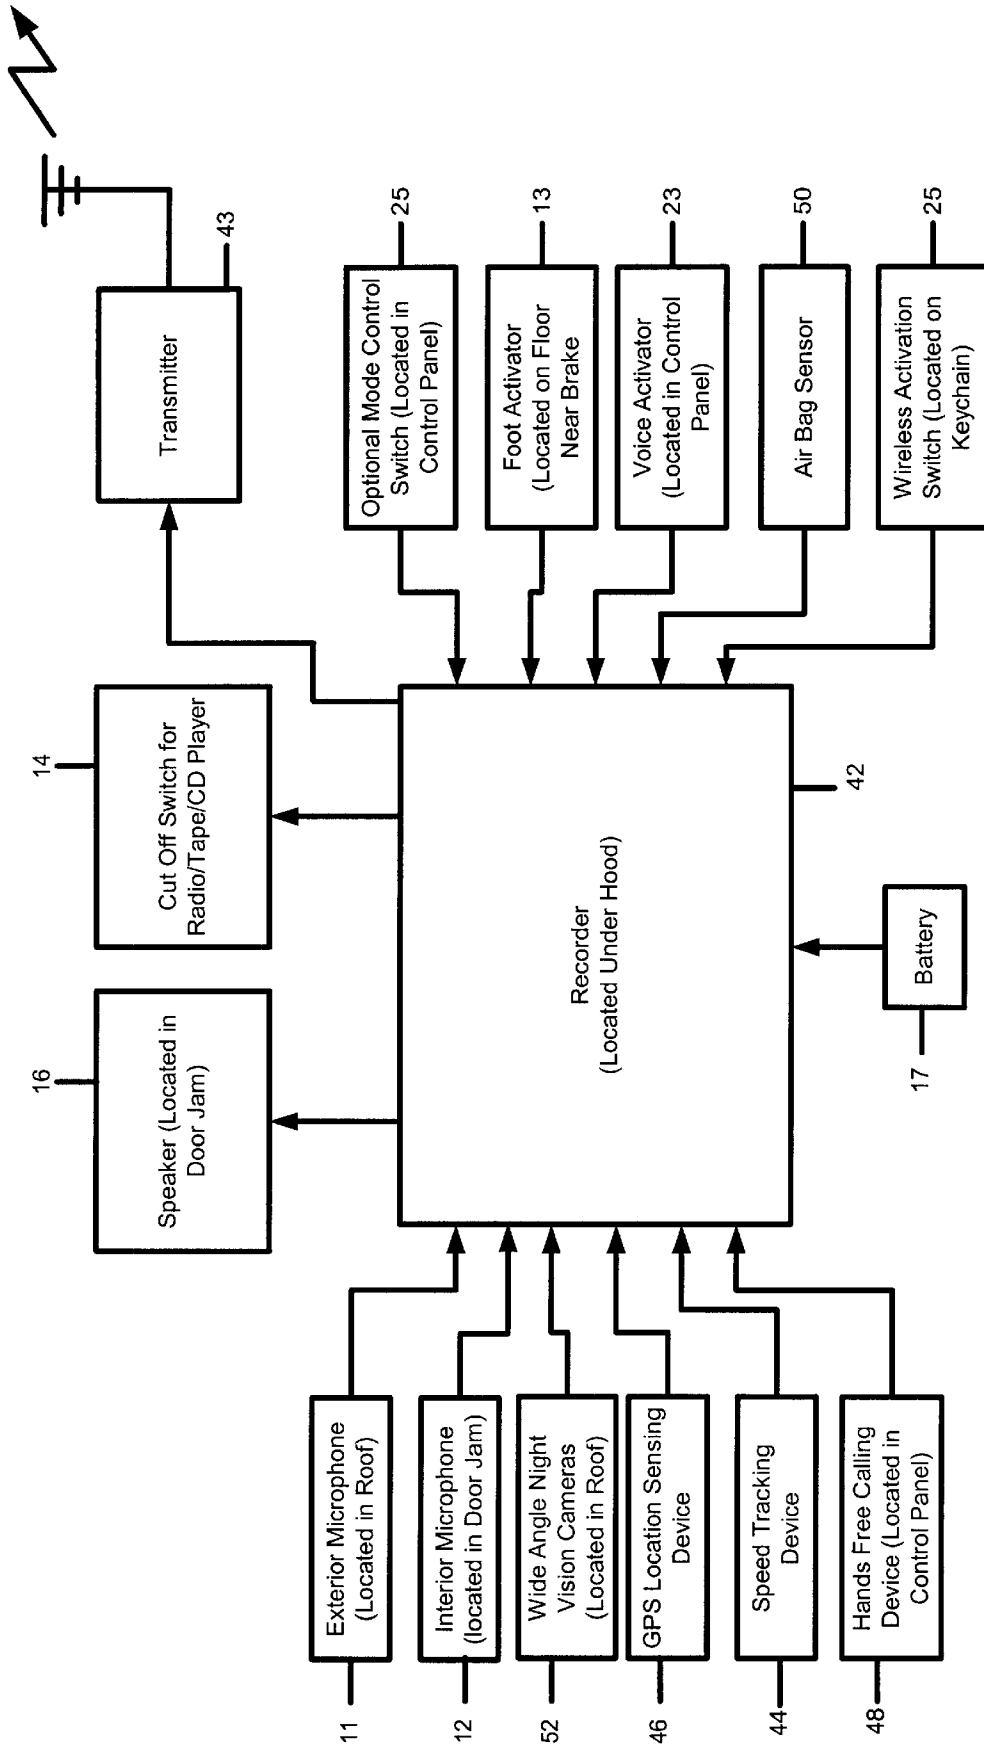 16
Speaker (Located in
Door Jam)
14
Cut Off Switch for
Radio/Tape/CD Player
Transmitter
43
11
Exterior Microphone
(Located in Roof)
12
Interior Microphone
(located in Door Jam)
52
Wide Angle Night
Vision Cameras
(Located in Roof)
46
GPS Location Sensing
Device
44
Speed Tracking
Device
48
Hands Free Calling
Device (Located in
Control Panel)
Recorder
(Located Under Hood)
42
17
Battery
Optional Mode Control
Switch (Located in
Control Panel)
25
Foot Activator
(Located on Floor
Near Brake
13
Voice Activator
(Located in Control
Panel)
23
Air Bag Sensor
50
Wireless Activation
Switch (Located on
Keychain)
25